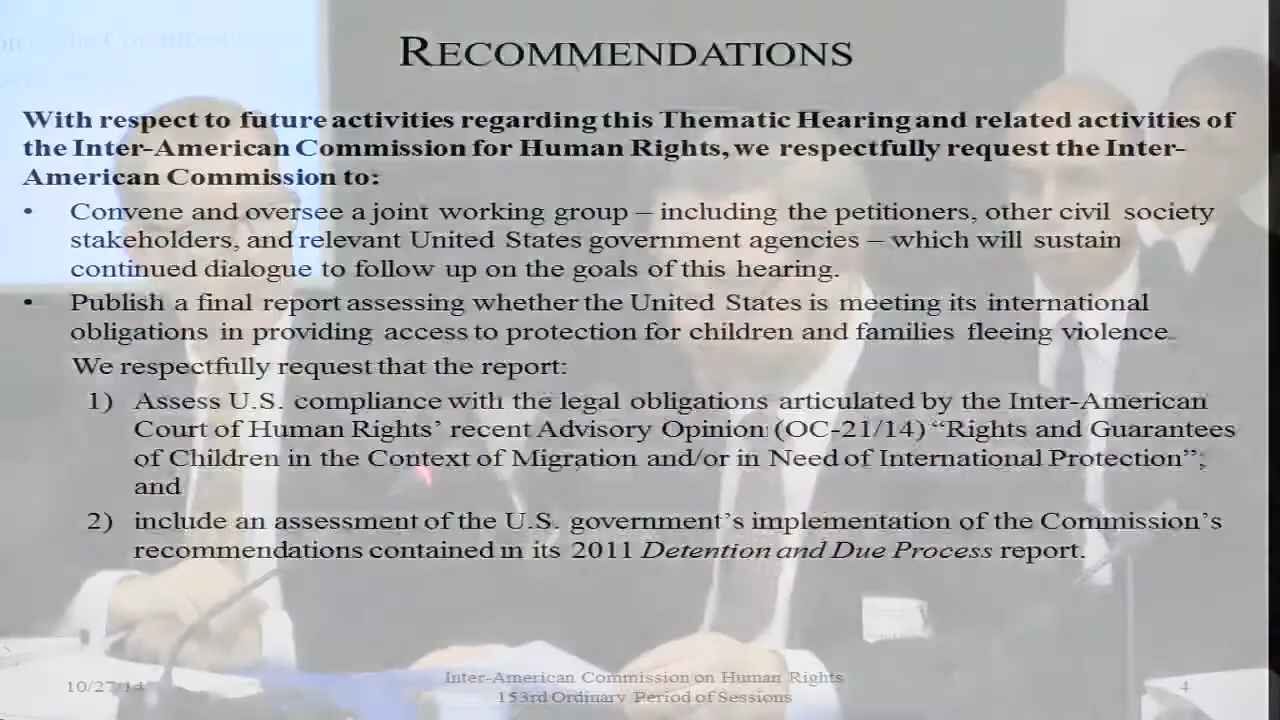 RECOMMENDATIONS
With respect to future activities regarding this Thematic Hearing and related activities of
the Inter-American Commission for Human Rights, we respectfully request the Inter-
American Commission to:
• Convene and oversee a joint working group – including the petitioners, other civil society
stakeholders, and relevant United States government agencies – which will sustain
continued dialogue to follow up on the goals of this hearing.
• Publish a final report assessing whether the United States is meeting its international
obligations in providing access to protection for children and families fleeing violence.
We respectfully request that the report:
1) Assess U.S. compliance with the legal obligations articulated by the Inter-American
Court of Human Rights’ recent Advisory Opinion (OC-21/14) “Rights and Guarantees
of Children in the Context of Migration and/or in Need of International Protection”;
and
2) include an assessment of the U.S. government’s implementation of the Commission’s
recommendations contained in its 2011 Detention and Due Process report.
10/27/14
Inter-American Commission on Human Rights
153rd Ordinary Period of Sessions
4